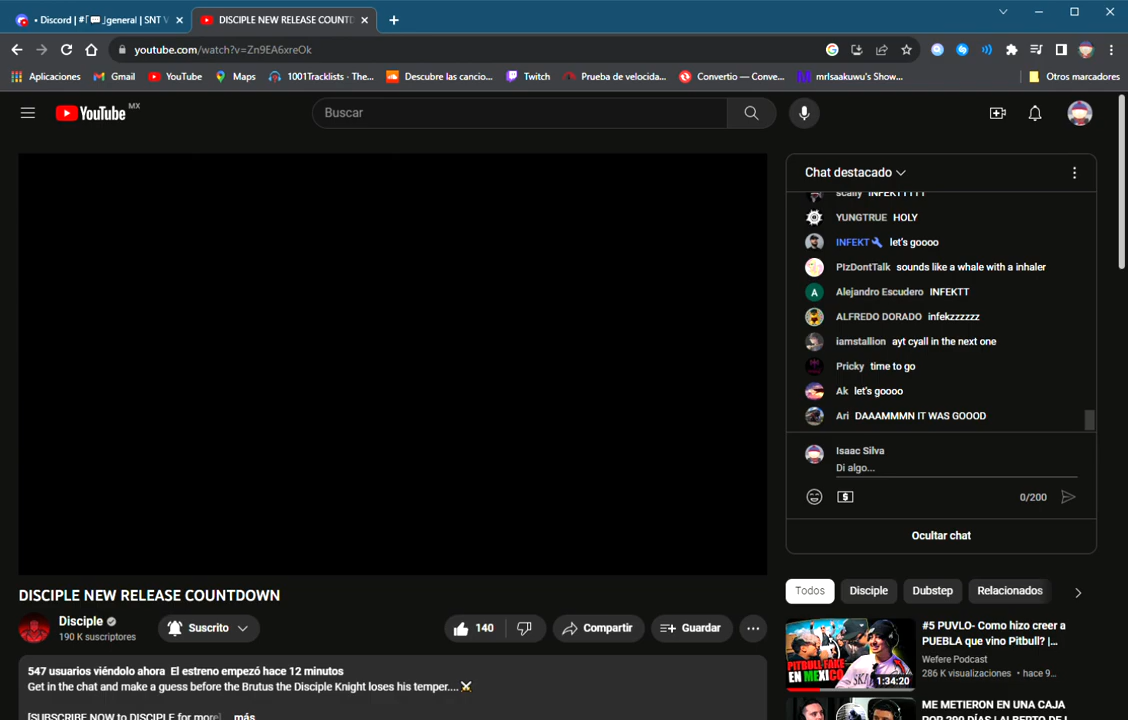 • Discord | #「💬」general | SNT V
DISCIPLE NEW RELEASE COUNTD
youtube.com/watch?v=Zn9EA6xreOk
Aplicaciones Gmail YouTube Maps 1001Tracklists - The... Descubre las cancio... Twitch Prueba de velocida... Convertio — Conve... mrIsaakuwu's Show... Otros marcadores
YouTube MX
Buscar
Chat destacado
scally INFEKTTTTT
YUNGTRUE HOLY
INFEKT let's goooo
PlzDontTalk sounds like a whale with a inhaler
A Alejandro Escudero INFEKTT
ALFREDO DORADO infekzzzzzz
iamstallion ayt cyall in the next one
Pricky time to go
Ak let's goooo
Ari DAAAMMMN IT WAS GOOOD
Isaac Silva
Di algo...
0/200
Ocultar chat
DISCIPLE NEW RELEASE COUNTDOWN
Disciple
190 K suscriptores
Suscrito
140
Compartir
Guardar
547 usuarios viéndolo ahora El estreno empezó hace 12 minutos
Get in the chat and make a guess before the Brutus the Disciple Knight loses his temper.... ⚔
[SUBSCRIBE NOW to DISCIPLE for more] ...más
Todos Disciple Dubstep Relacionados
#5 PUVLO- Como hizo creer a
PUEBLA que vino Pitbull? |...
Wefere Podcast
286 K visualizaciones • hace 9...
PITBULL FAKE
EN MEXICO
1:34:20
ME METIERON EN UNA CAJA
POR 290 DÍAS | ALBERTO DE L